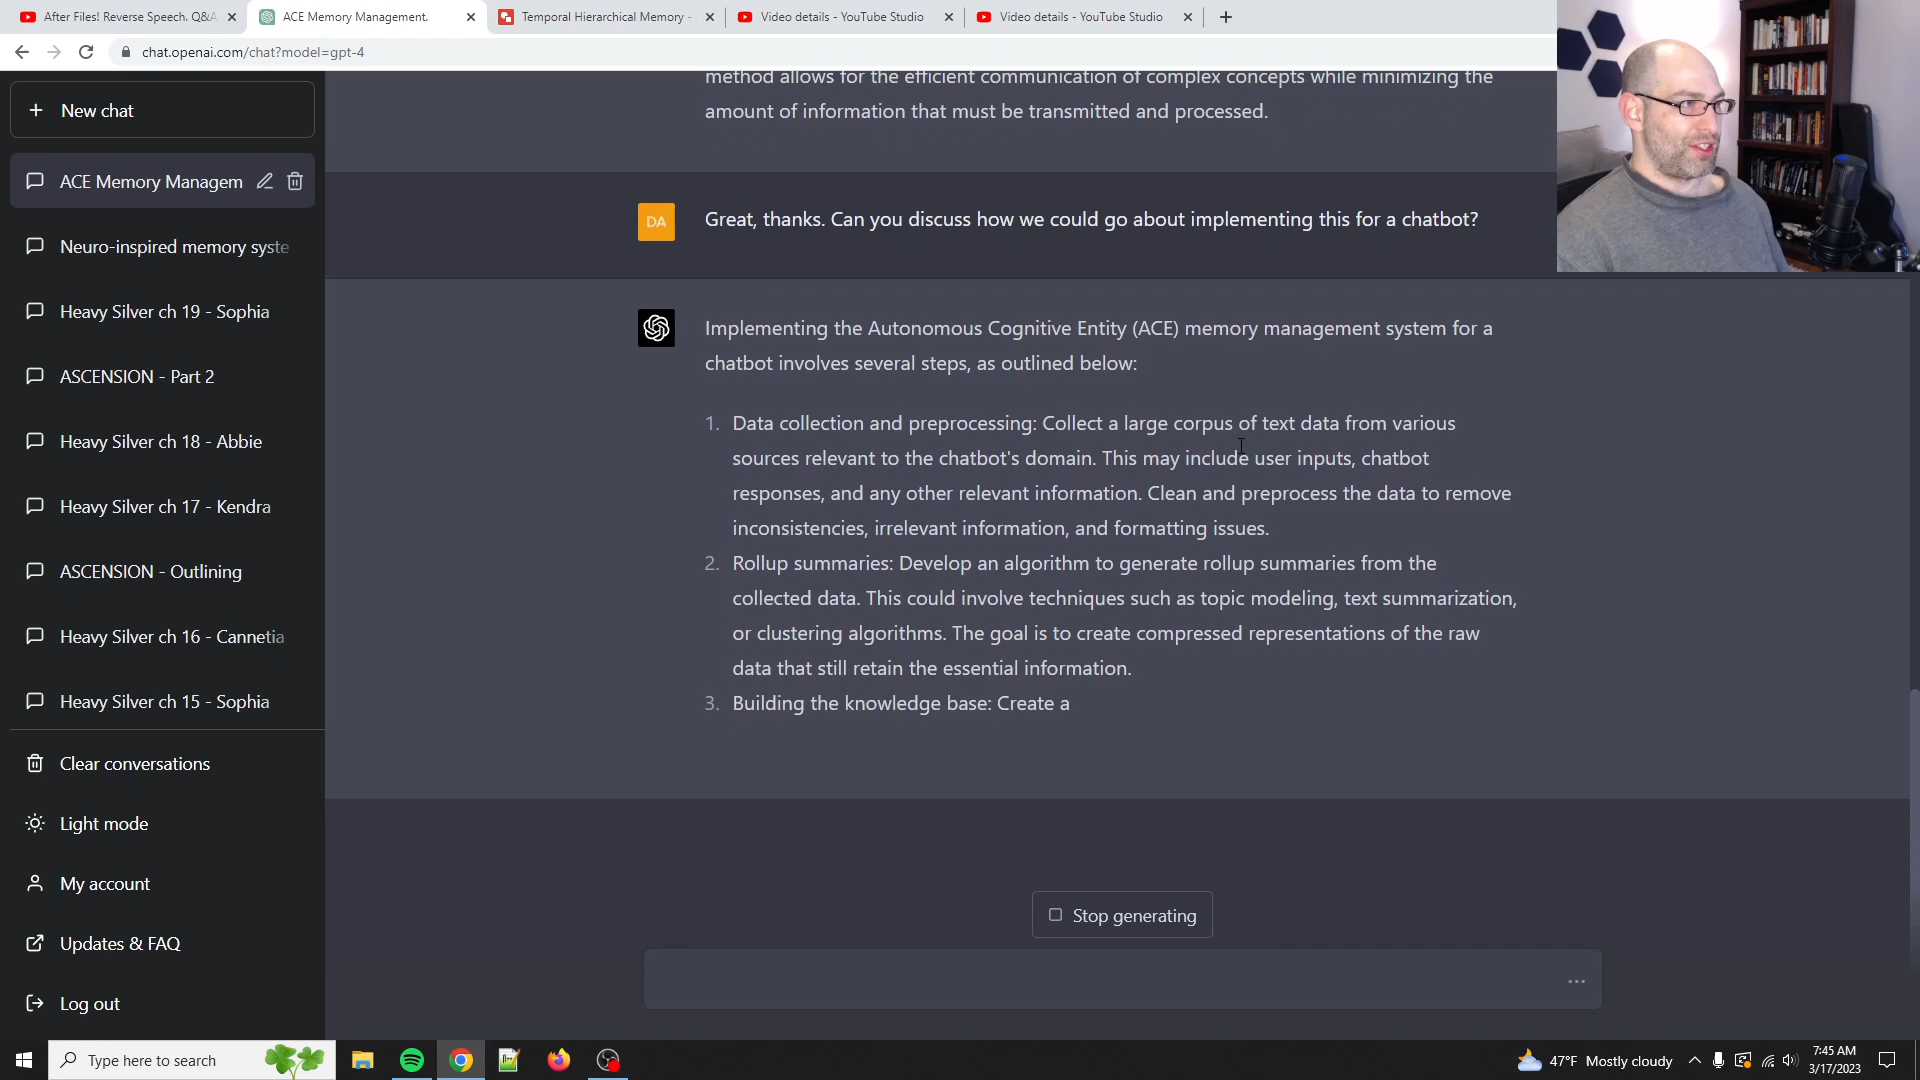 After Files! Reverse Speech. Q&A
ACE Memory Management.
Temporal Hierarchical Memory -
Video details - YouTube Studio
Video details - YouTube Studio
chat.openai.com/chat?model=gpt-4
New chat
ACE Memory Managem
Neuro-inspired memory syste
Heavy Silver ch 19 - Sophia
ASCENSION - Part 2
Heavy Silver ch 18 - Abbie
Heavy Silver ch 17 - Kendra
ASCENSION - Outlining
Heavy Silver ch 16 - Cannetia
Heavy Silver ch 15 - Sophia
Clear conversations
Light mode
My account
Updates & FAQ
Log out
method allows for the efficient communication of complex concepts while minimizing the
amount of information that must be transmitted and processed.
DA
Great, thanks. Can you discuss how we could go about implementing this for a chatbot?
Implementing the Autonomous Cognitive Entity (ACE) memory management system for a
chatbot involves several steps, as outlined below:
1. Data collection and preprocessing: Collect a large corpus of text data from various
sources relevant to the chatbot's domain. This may include user inputs, chatbot
responses, and any other relevant information. Clean and preprocess the data to remove
inconsistencies, irrelevant information, and formatting issues.
2. Rollup summaries: Develop an algorithm to generate rollup summaries from the
collected data. This could involve techniques such as topic modeling, text summarization,
or clustering algorithms. The goal is to create compressed representations of the raw
data that still retain the essential information.
3. Building the knowledge base: Create a
Stop generating
Type here to search
47°F Mostly cloudy
7:45 AM
3/17/2023